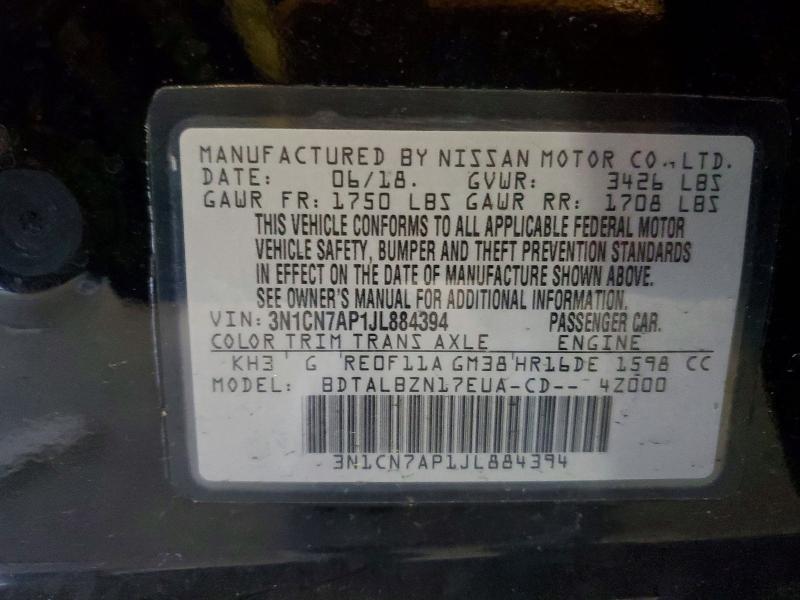 MANUFACTURED BY NISSAN MOTOR CO., LTD.
DATE: 06/18. GVWR: 3426 LBS
GAWR FR: 1750 LBS GAWR RR: 1708 LBS
THIS VEHICLE CONFORMS TO ALL APPLICABLE FEDERAL MOTOR
VEHICLE SAFETY, BUMPER AND THEFT PREVENTION STANDARDS
IN EFFECT ON THE DATE OF MANUFACTURE SHOWN ABOVE.
SEE OWNER'S MANUAL FOR ADDITIONAL INFORMATION.
VIN: 3N1CN7AP1JL884394 PASSENGER CAR.
COLOR TRIM TRANS AXLE ENGINE
KH3 G RE0F11A GM38 HR16DE 1598 CC
MODEL: BDTALBZN17EUA-CD-- 4Z000
3N1CN7AP1JL884394